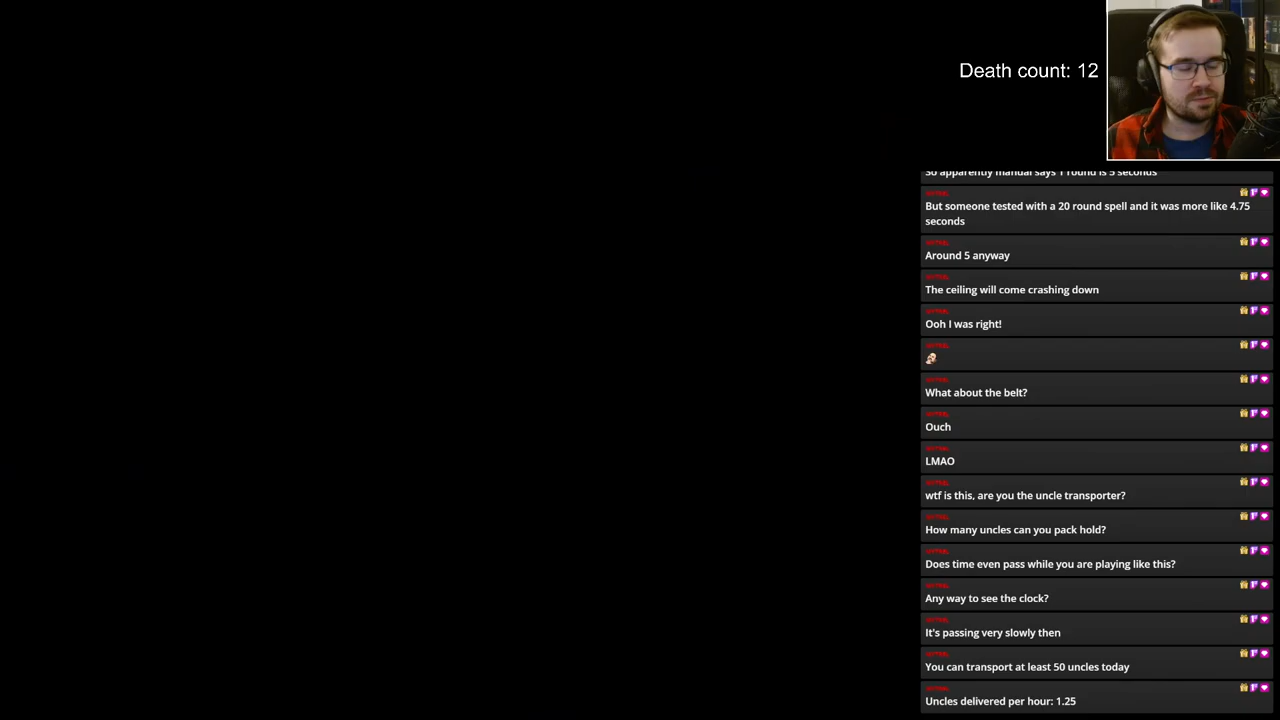 Death count: 12
So apparently manual says 1 round is 5 seconds
But someone tested with a 20 round spell and it was more like 4.75
seconds
Around 5 anyway
The ceiling will come crashing down
Ooh I was right!
What about the belt?
Ouch
LMAO
wtf is this, are you the uncle transporter?
How many uncles can you pack hold?
Does time even pass while you are playing like this?
Any way to see the clock?
It's passing very slowly then
You can transport at least 50 uncles today
Uncles delivered per hour: 1.25